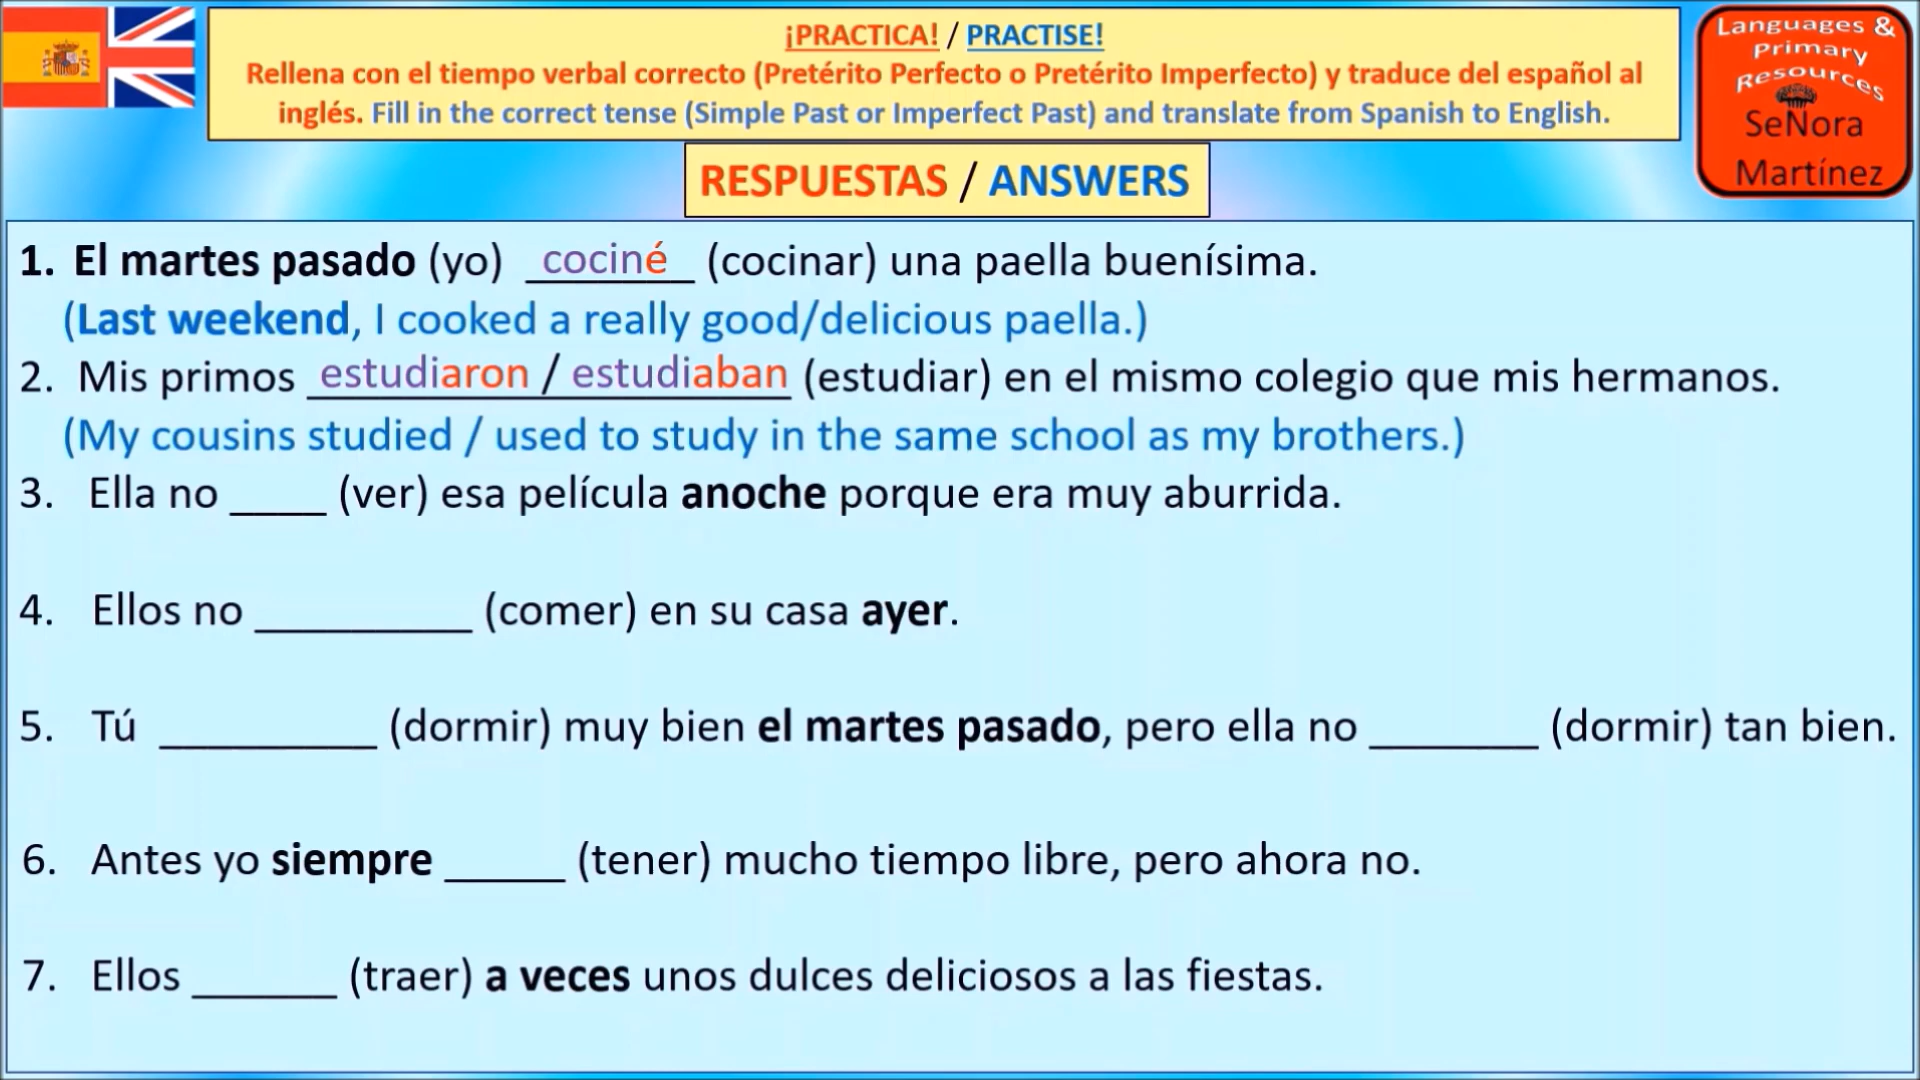 ¡PRACTICA! / PRACTISE!
Rellena con el tiempo verbal correcto (Pretérito Perfecto o Pretérito Imperfecto) y traduce del español al
inglés. Fill in the correct tense (Simple Past or Imperfect Past) and translate from Spanish to English.
Languages &
Primary
Resources
SeNora
Martínez
RESPUESTAS / ANSWERS
1. El martes pasado (yo) _cociné_ (cocinar) una paella buenísima.
(Last weekend, I cooked a really good/delicious paella.)
2. Mis primos estudiaron / estudiaban (estudiar) en el mismo colegio que mis hermanos.
(My cousins studied / used to study in the same school as my brothers.)
3. Ella no ____ (ver) esa película anoche porque era muy aburrida.
4. Ellos no _________ (comer) en su casa ayer.
5. Tú _________ (dormir) muy bien el martes pasado, pero ella no _______ (dormir) tan bien.
6. Antes yo siempre _____ (tener) mucho tiempo libre, pero ahora no.
7. Ellos ______ (traer) a veces unos dulces deliciosos a las fiestas.